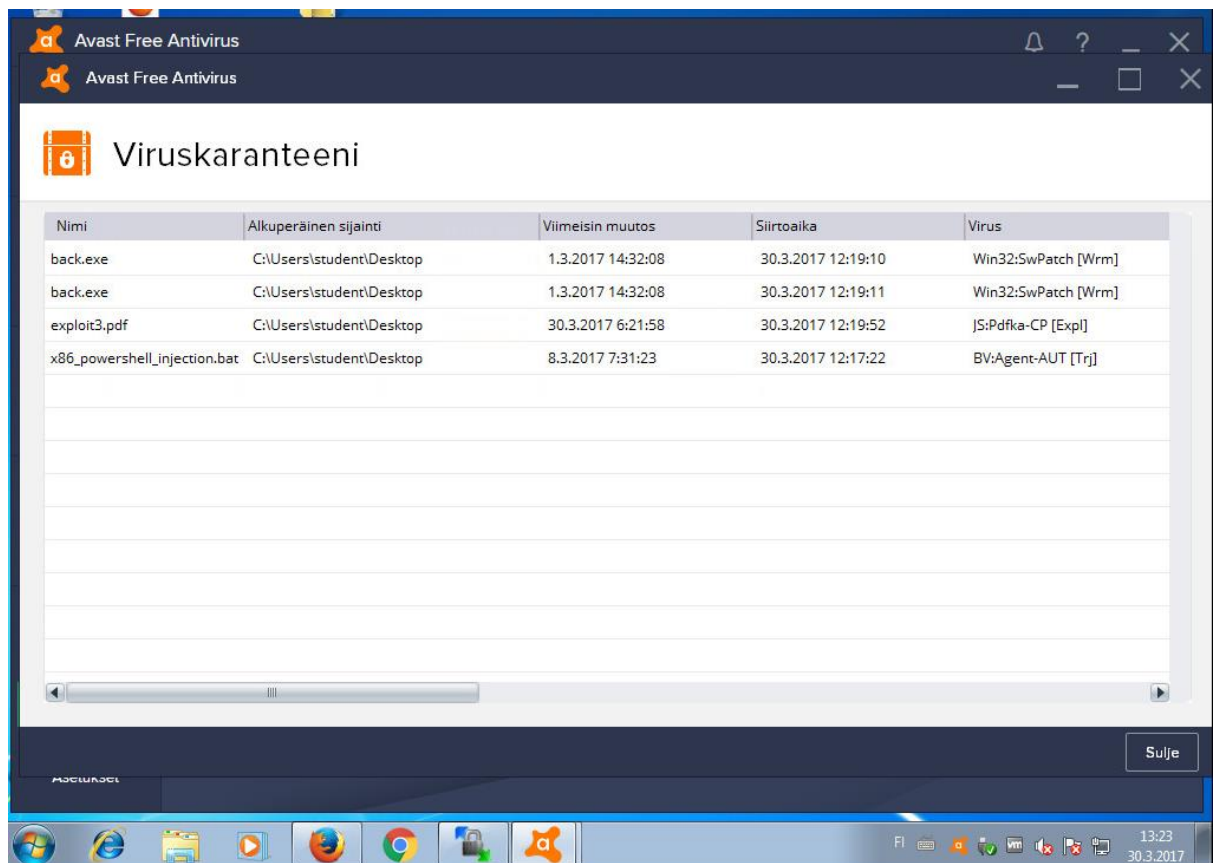 Avast Free Antivirus
Avast Free Antivirus
Viruskaranteeni
Nimi Alkuperäinen sijainti Viimeisin muutos Siirtoaika Virus
back.exe C:\Users\student\Desktop 1.3.2017 14:32:08 30.3.2017 12:19:10 Win32:SwPatch [Wrm]
back.exe C:\Users\student\Desktop 1.3.2017 14:32:08 30.3.2017 12:19:11 Win32:SwPatch [Wrm]
exploit3.pdf C:\Users\student\Desktop 30.3.2017 6:21:58 30.3.2017 12:19:52 JS:Pdfka-CP [Expl]
x86_powershell_injection.bat C:\Users\student\Desktop 8.3.2017 7:31:23 30.3.2017 12:17:22 BV:Agent-AUT [Trj]
Sulje
Asetukset
FI 13:23
30.3.2017